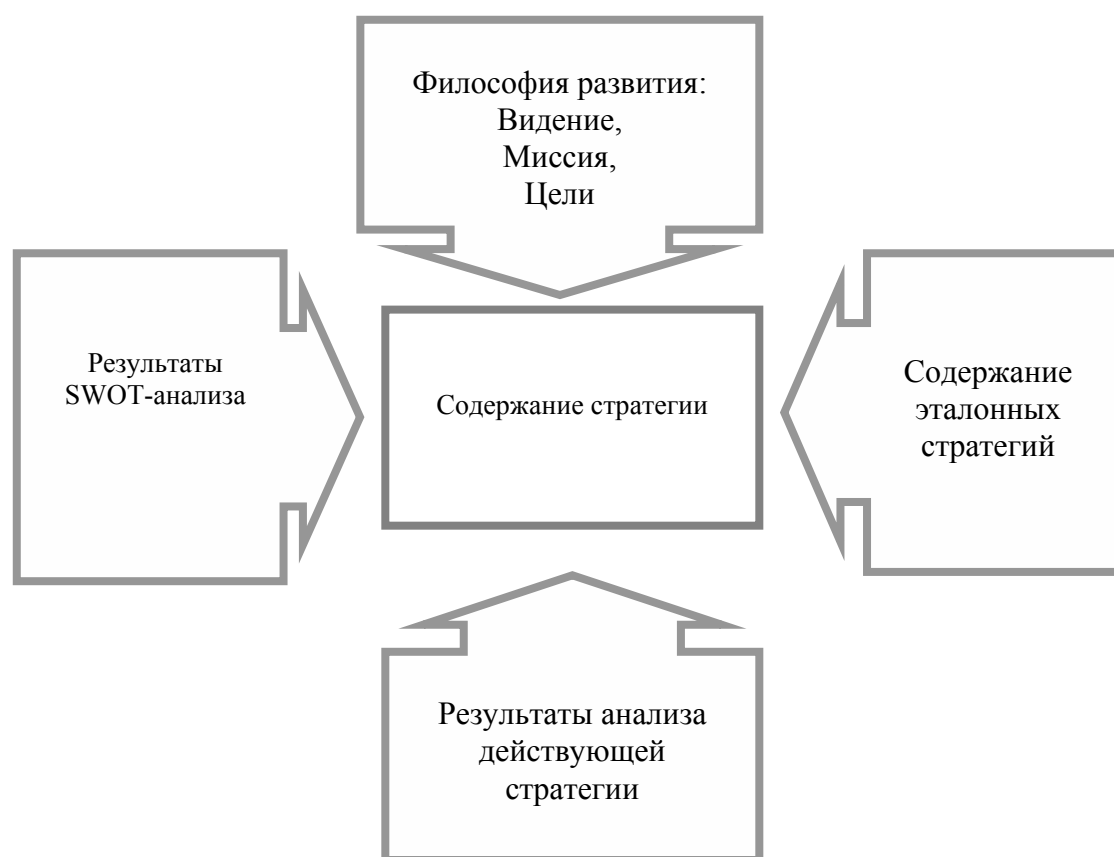 Философия развития:
Видение,
Миссия,
Цели
Результаты
SWOT-анализа
Содержание стратегии
Содержание
эталонных
стратегий
Результаты анализа
действующей
стратегии